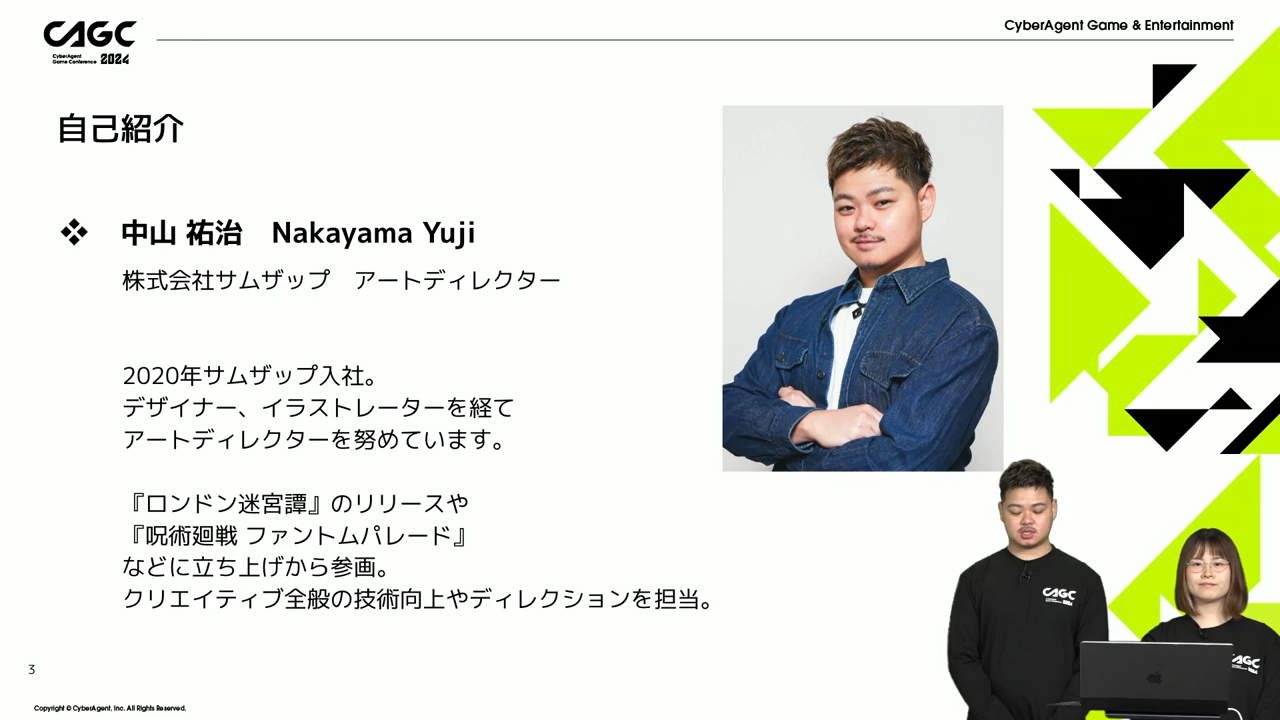 CAGC
CyberAgent
Game Conference 2024
CyberAgent Game & Entertainment
自己紹介
❖ 中山 祐治 Nakayama Yuji
株式会社サムザップ アートディレクター
2020年サムザップ入社。
デザイナー、イラストレーターを経て
アートディレクターを努めています。
『ロンドン迷宮譚』のリリースや
『呪術廻戦 ファントムパレード』
などに立ち上げから参画。
クリエイティブ全般の技術向上やディレクションを担当。
CAGC
2024
CAGC
3
Copyright © CyberAgent, Inc. All Rights Reserved.